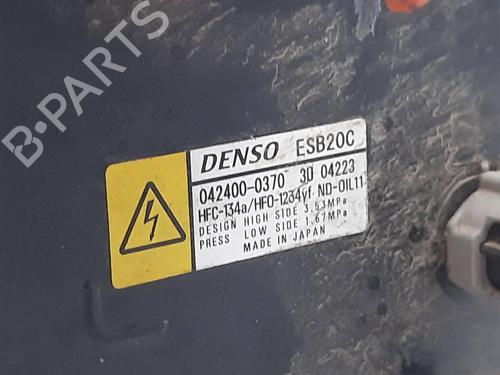 DENSO ESB20C
042400-0370 3D 04223
HFC-134a/HFO-1234yf ND-OIL11
DESIGN HIGH SIDE 3.53MPa
PRESS LOW SIDE 1.67MPa
MADE IN JAPAN
B-PARTS